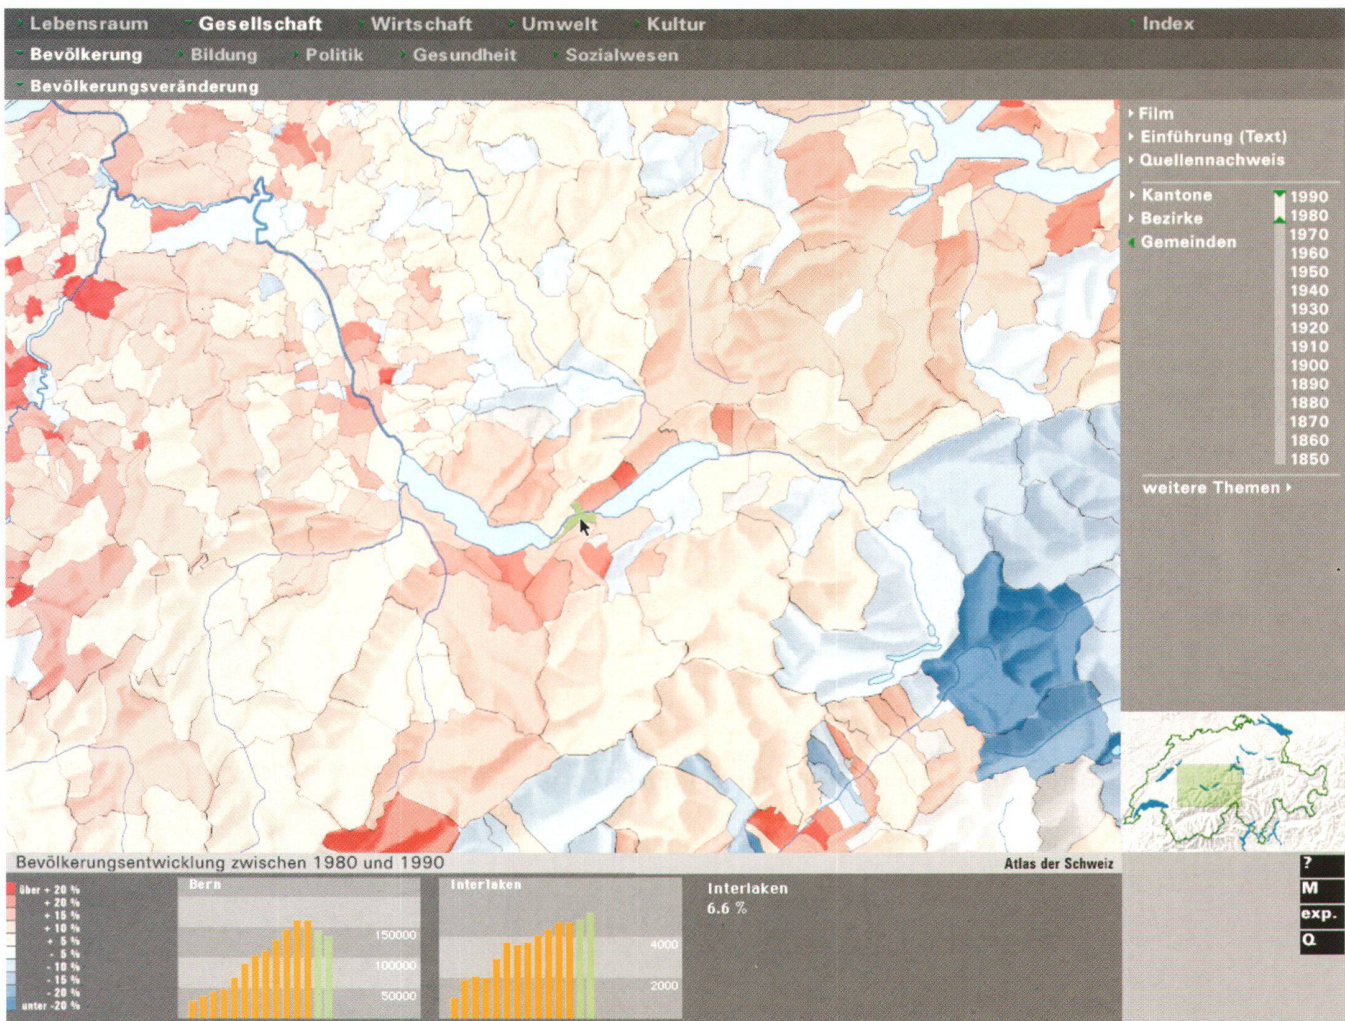 Lebensraum Gesellschaft Wirtschaft Umwelt Kultur Index
Bevölkerung Bildung Politik Gesundheit Sozialwesen
Bevölkerungsveränderung
Film
Einführung (Text)
Quellennachweis
Kantone
Bezirke
Gemeinden
1990
1980
1970
1960
1950
1940
1930
1920
1910
1900
1890
1880
1870
1860
1850
weitere Themen
Bevölkerungsentwicklung zwischen 1980 und 1990
Atlas der Schweiz
über + 20 %
+ 20 %
+ 15 %
+ 10 %
+ 5 %
- 5 %
- 10 %
- 15 %
- 20 %
unter -20 %
Bern
150000
100000
50000
Interlaken
4000
2000
Interlaken
6.6 %
?
M
exp.
Q